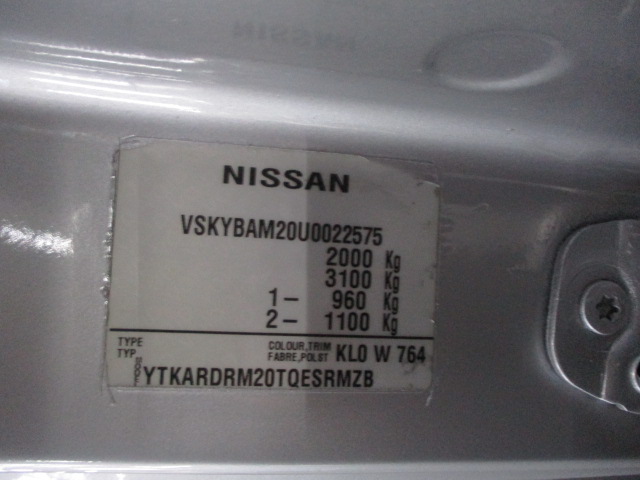 NISSAN
VSKYBAM20U0022575
2000 Kg
3100 Kg
1- 960 Kg
2- 1100 Kg
TYPE
TYP
COLOUR,TRIM
FABRE,POLST
KL0 W 764
MODEL
YTKARDRM20TQESRMZB